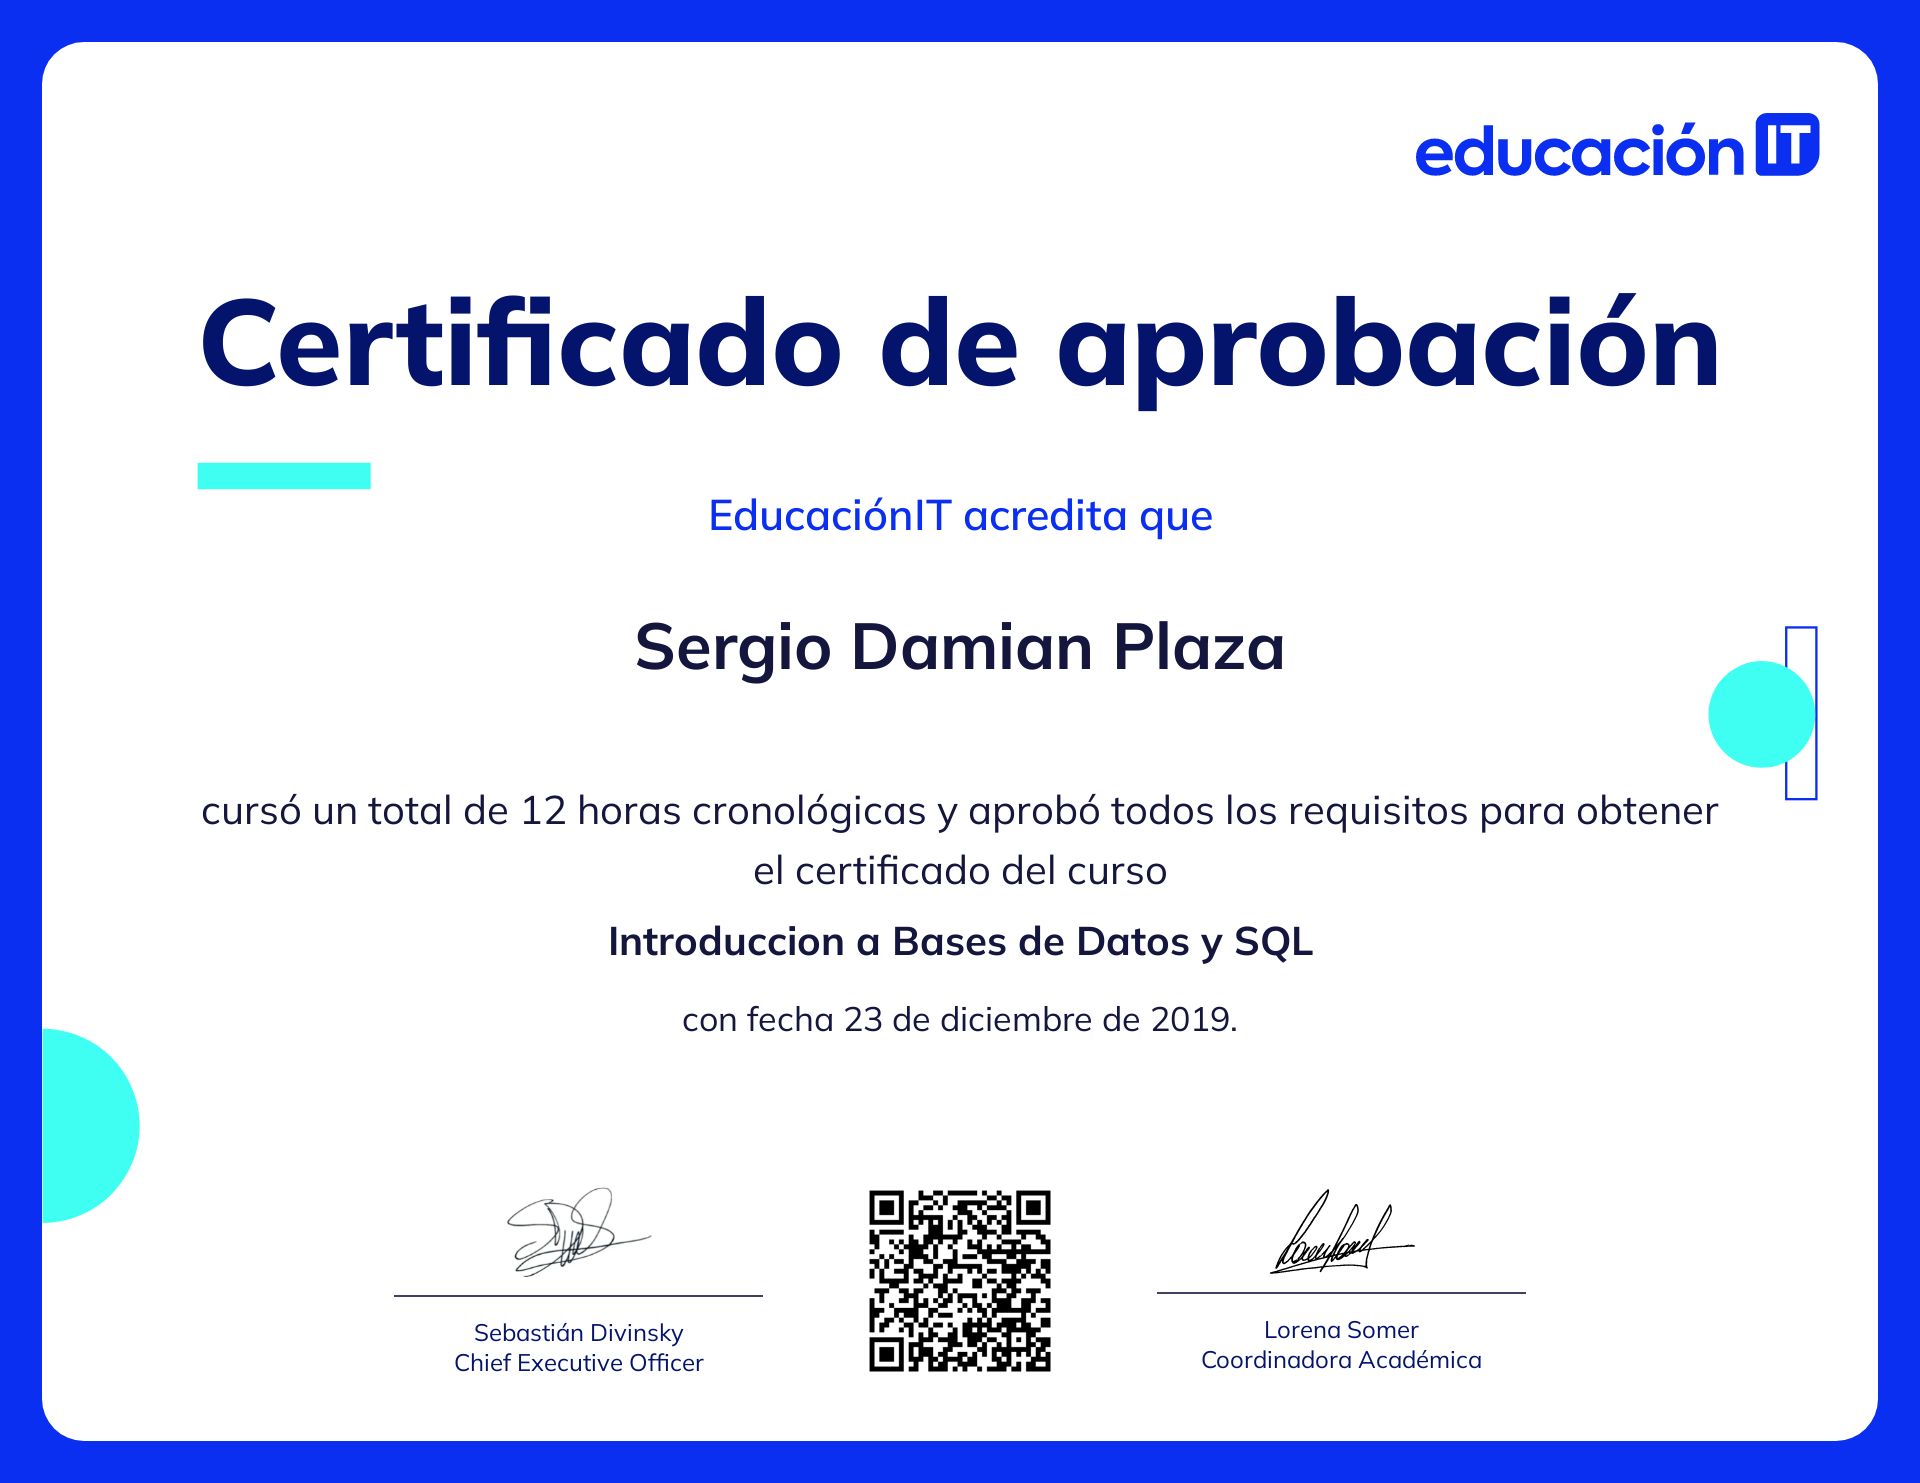 educación IT
Certificado de aprobación
EducaciónIT acredita que
Sergio Damian Plaza
cursó un total de 12 horas cronológicas y aprobó todos los requisitos para obtener
el certificado del curso
Introduccion a Bases de Datos y SQL
con fecha 23 de diciembre de 2019.
Sebastián Divinsky
Chief Executive Officer
Lorena Somer
Coordinadora Académica